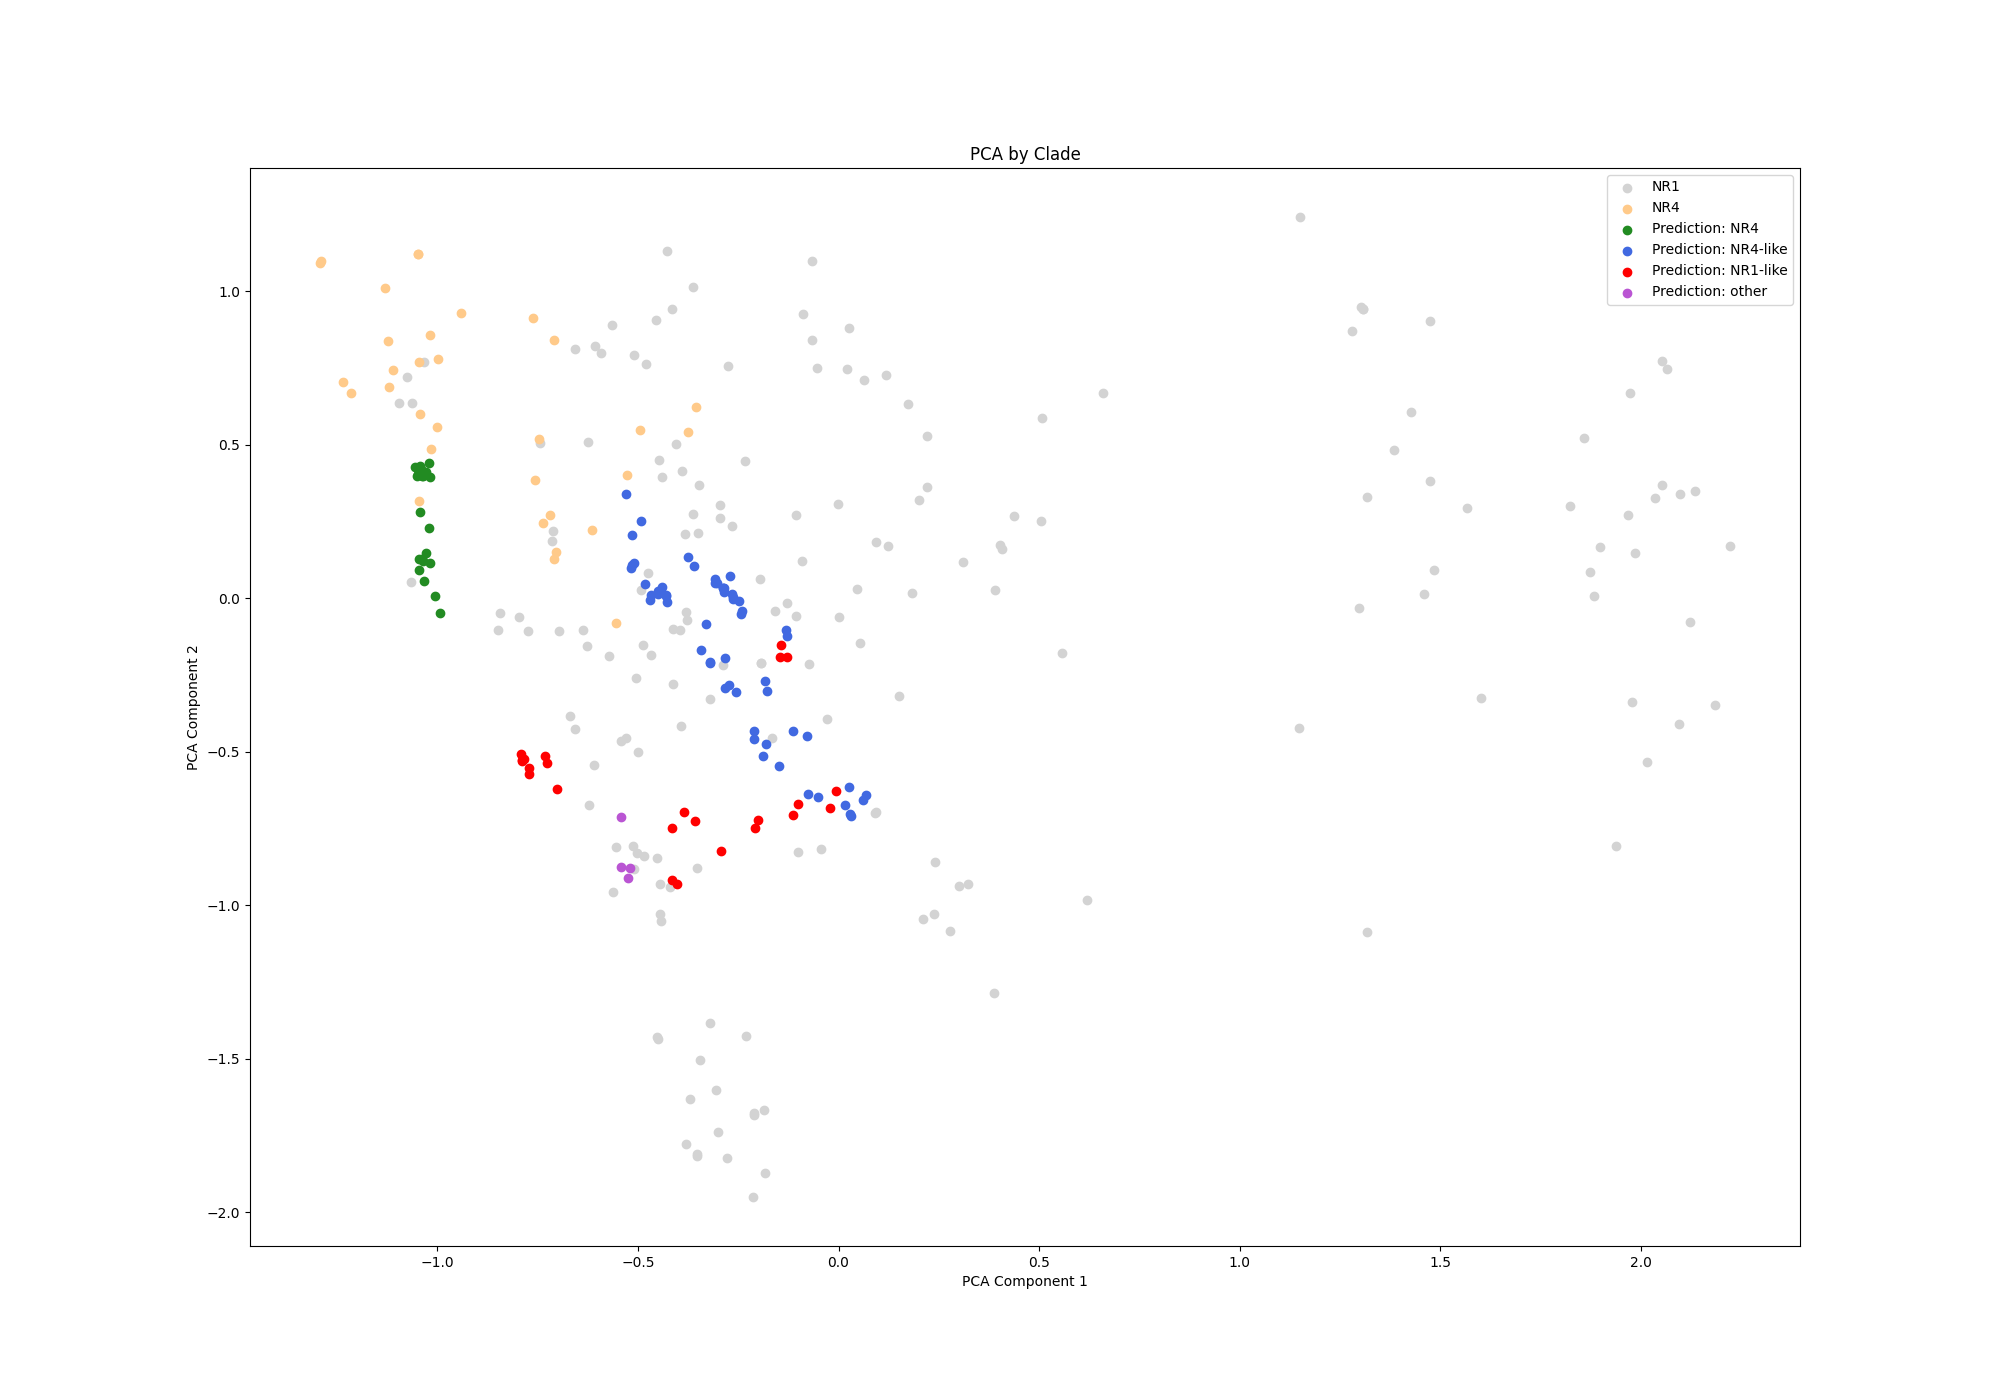 PCA by Clade
NR1
NR4
Prediction: NR4
Prediction: NR4-like
Prediction: NR1-like
Prediction: other
1.0
0.5
0.0
−0.5
−1.0
−1.5
−2.0
PCA Component 2
−1.0
−0.5
0.0
0.5
1.0
1.5
2.0
PCA Component 1